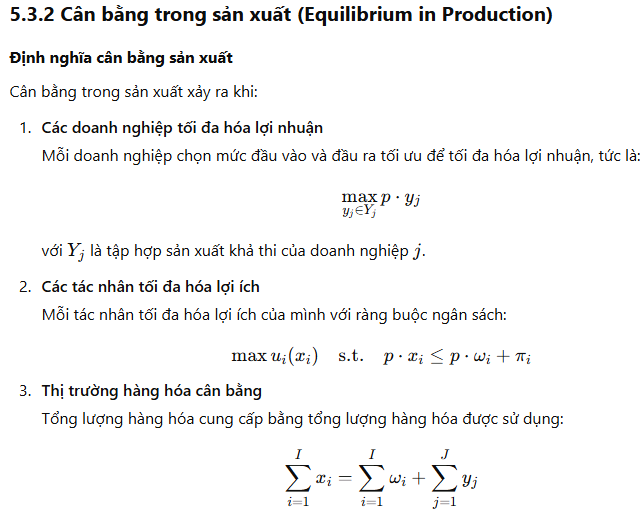 5.3.2 Cân bằng trong sản xuất (Equilibrium in Production)
Định nghĩa cân bằng sản xuất
Cân bằng trong sản xuất xảy ra khi:
1. Các doanh nghiệp tối đa hóa lợi nhuận
Mỗi doanh nghiệp chọn mức đầu vào và đầu ra tối ưu để tối đa hóa lợi nhuận, tức là:
$\max_{y_j \in Y_j} p \cdot y_j$
với $Y_j$ là tập hợp sản xuất khả thi của doanh nghiệp $j$.
2. Các tác nhân tối đa hóa lợi ích
Mỗi tác nhân tối đa hóa lợi ích của mình với ràng buộc ngân sách:
$\max u_i(x_i) \quad \text{s.t.} \quad p \cdot x_i \leq p \cdot \omega_i + \pi_i$
3. Thị trường hàng hóa cân bằng
Tổng lượng hàng hóa cung cấp bằng tổng lượng hàng hóa được sử dụng:
$\sum_{i=1}^{I} x_i = \sum_{i=1}^{I} \omega_i + \sum_{j=1}^{J} y_j$